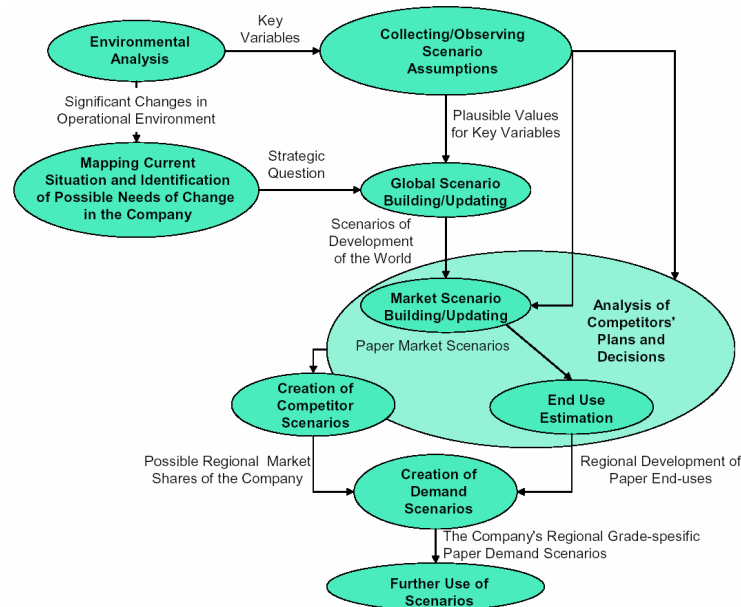 Environmental
Analysis
Key
Variables
Collecting/Observing
Scenario
Assumptions
Significant Changes in
Operational Environment
Plausible Values
for Key Variables
Mapping Current
Situation and Identification
of Possible Needs of Change
in the Company
Strategic
Question
Global Scenario
Building/Updating
Scenarios of
Development
of the World
Market Scenario
Building/Updating
Analysis of
Competitors'
Plans and
Decisions
Paper Market Scenarios
Creation of
Competitor
Scenarios
End Use
Estimation
Possible Regional Market
Shares of the Company
Regional Development of
Paper End-uses
Creation of
Demand
Scenarios
The Company's Regional Grade-spesific
Paper Demand Scenarios
Further Use of
Scenarios